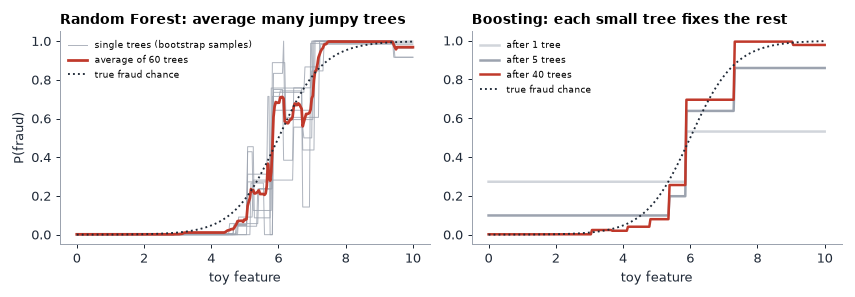 Random Forest: average many jumpy trees
single trees (bootstrap samples)
average of 60 trees
true fraud chance
P(fraud)
1.0
0.8
0.6
0.4
0.2
0.0
0
2
4
6
8
10
toy feature
Boosting: each small tree fixes the rest
after 1 tree
after 5 trees
after 40 trees
true fraud chance
1.0
0.8
0.6
0.4
0.2
0.0
0
2
4
6
8
10
toy feature